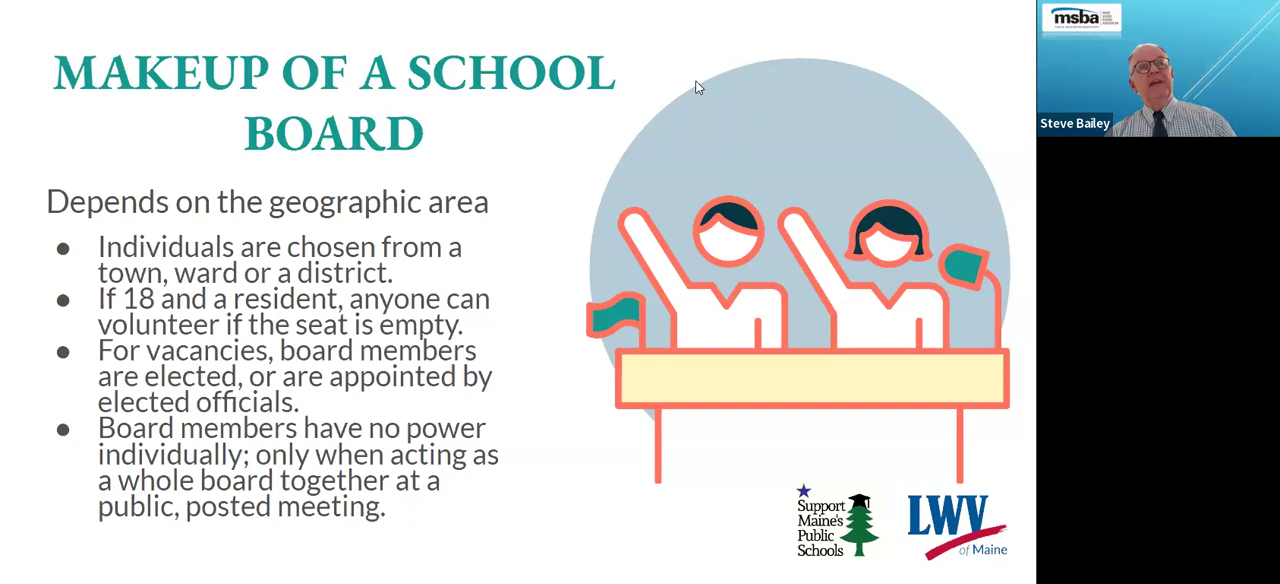 MAKEUP OF A SCHOOL
BOARD
Depends on the geographic area
● Individuals are chosen from a
town, ward or a district.
● If 18 and a resident, anyone can
volunteer if the seat is empty.
● For vacancies, board members
are elected, or are appointed by
elected officials.
● Board members have no power
individually; only when acting as
a whole board together at a
public, posted meeting.
Support
Maine's
Public
Schools
LWV
of Maine
msba
Steve Bailey